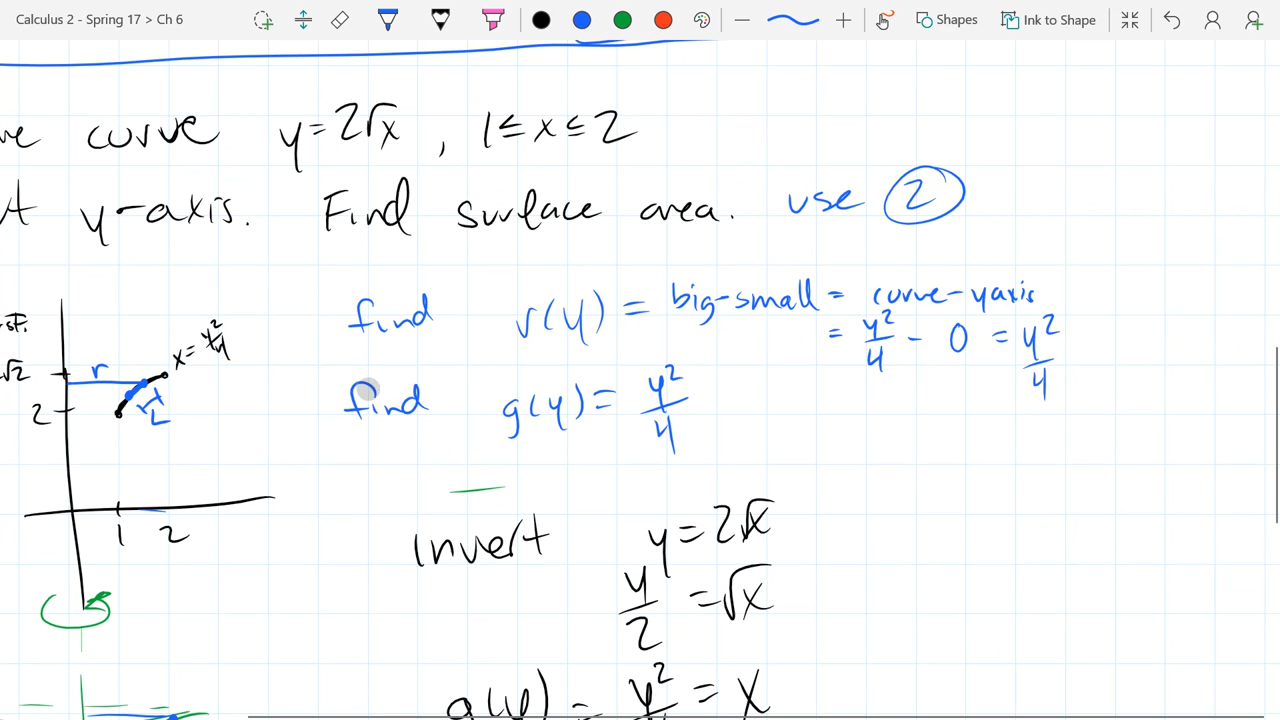 Calculus 2 - Spring 17 > Ch 6
Shapes
Ink to Shape
ve curve y=2√x , 1≤x≤2
t y-axis. Find surface area. use 2
find r(y) = big-small = curve-yaxis
= y²/4 - 0 = y²/4
find g(y) = y²/4
st.
√2
2
r
x = y²/4
1 2
invert y=2√x
y/2 =√x
g(y) = y²/4 = x